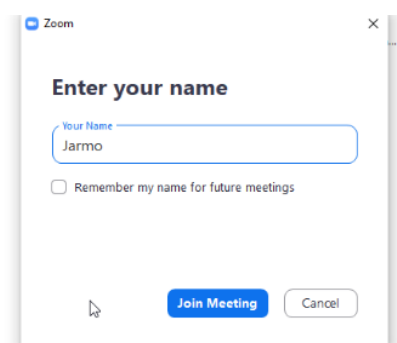 Zoom
Enter your name
Your Name
Jarmo
Remember my name for future meetings
Join Meeting Cancel